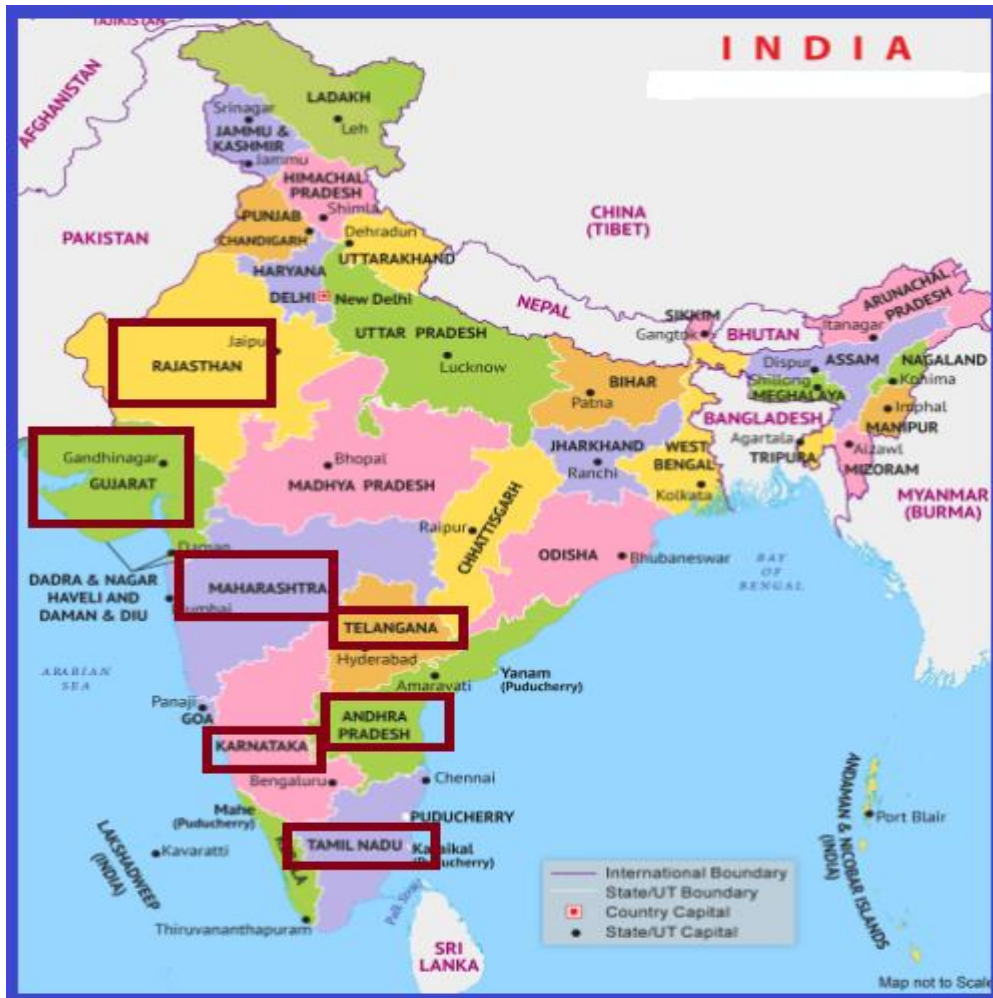 TAJIKISTAN
INDIA
AFGHANISTAN
LADAKH
Srinagar
Leh
JAMMU &
KASHMIR
Jammu
HIMACHAL
PRADESH
Shimla
PUNJAB
CHANDIGARH
Dehradun
UTTARAKHAND
CHINA
(TIBET)
PAKISTAN
HARYANA
DELHI
New Delhi
NEPAL
ARUNACHAL
PRADESH
SIKKIM
Gangtok
BHUTAN
Itanagar
UTTAR PRADESH
Lucknow
Jaipu
RAJASTHAN
Dispur
ASSAM
NAGALAND
Shillong
Kohima
MEGHALAYA
BIHAR
Patna
BANGLADESH
Imphal
MANIPUR
Agartala
TRIPURA
Aizawl
MIZORAM
JHARKHAND
Ranchi
WEST
BENGAL
Kolkata
Gandhinagar
GUJARAT
Bhopal
MADHYA PRADESH
MYANMAR
(BURMA)
Raipur
CHHATTISGARH
ODISHA
Bhubaneswar
BAY
OF
BENGAL
Daman
DADRA & NAGAR
HAVELI AND
DAMAN & DIU
MAHARASHTRA
Mumbai
TELANGANA
Hyderabad
ARABIAN
SEA
Amaravati
Yanam
(Puducherry)
Panaji
GOA
ANDHRA
PRADESH
KARNATAKA
Bengaluru
Chennai
Mahe
(Puducherry)
PUDUCHERRY
TAMIL NADU
Karaikal
(Puducherry)
LAKSHADWEEP
(INDIA)
Kavaratti
Port Blair
ANDAMAN & NICOBAR ISLANDS
(INDIA)
Thiruvananthapuram
Palk Strait
SRI
LANKA
International Boundary
State/UT Boundary
Country Capital
State/UT Capital
Map not to Scale